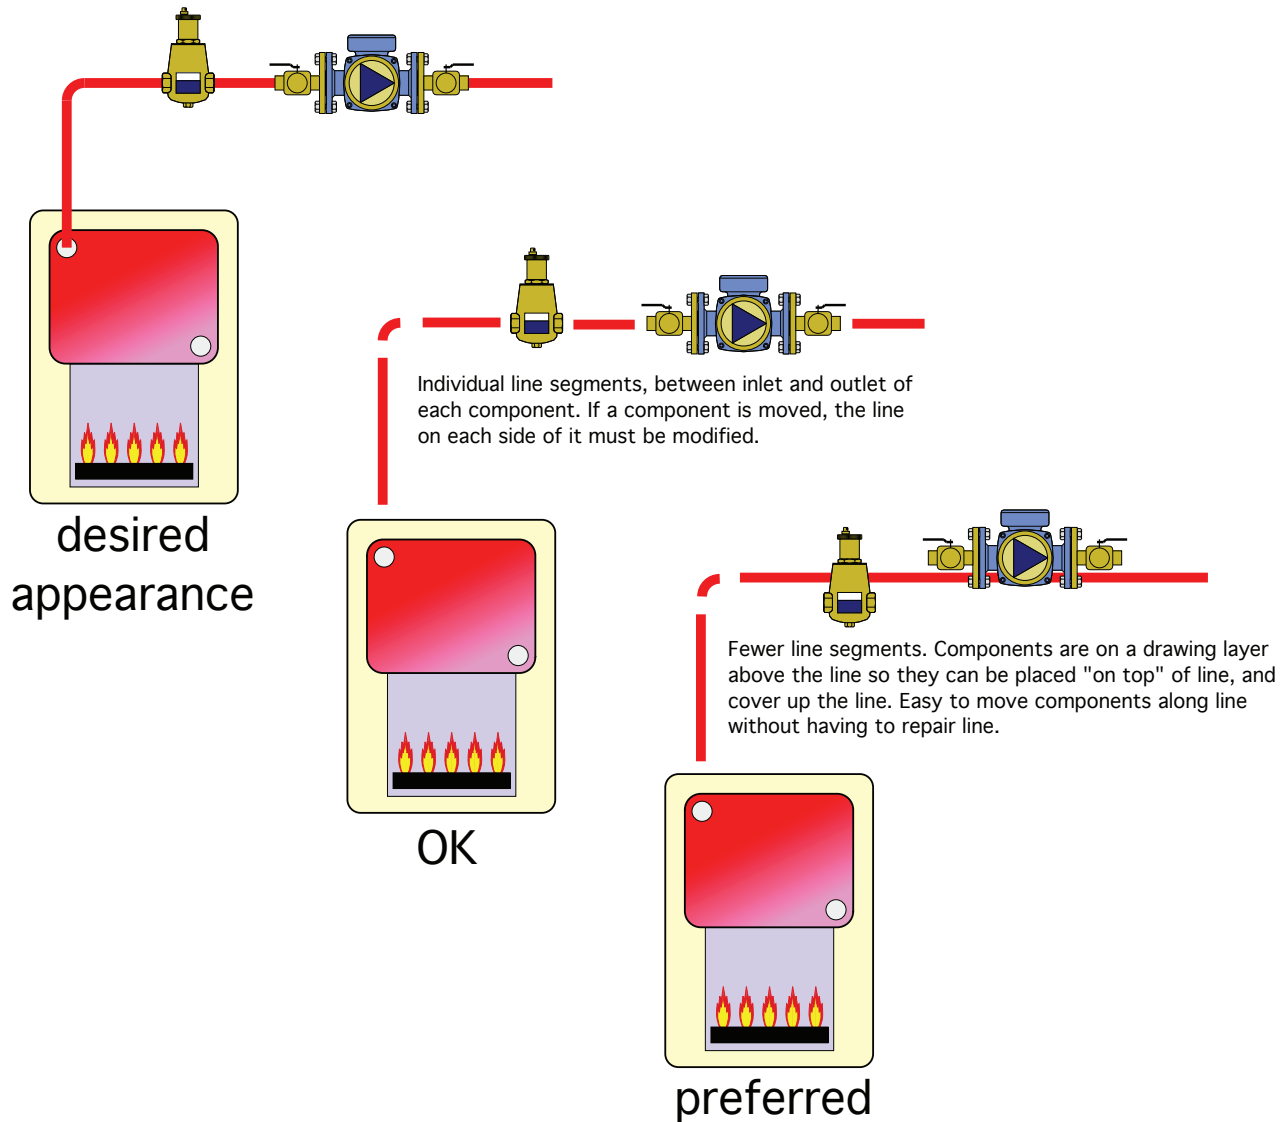 desired
appearance
Individual line segments, between inlet and outlet of
each component. If a component is moved, the line
on each side of it must be modified.
OK
Fewer line segments. Components are on a drawing layer
above the line so they can be placed "on top" of line, and
cover up the line. Easy to move components along line
without having to repair line.
preferred